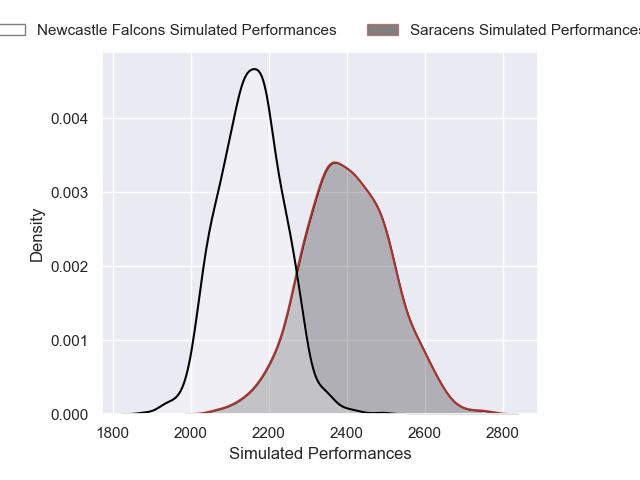 Newcastle Falcons Simulated Performances
Saracens Simulated Performances
0.004
0.003
0.002
0.001
0.000
Density
1800 2000 2200 2400 2600 2800
Simulated Performances